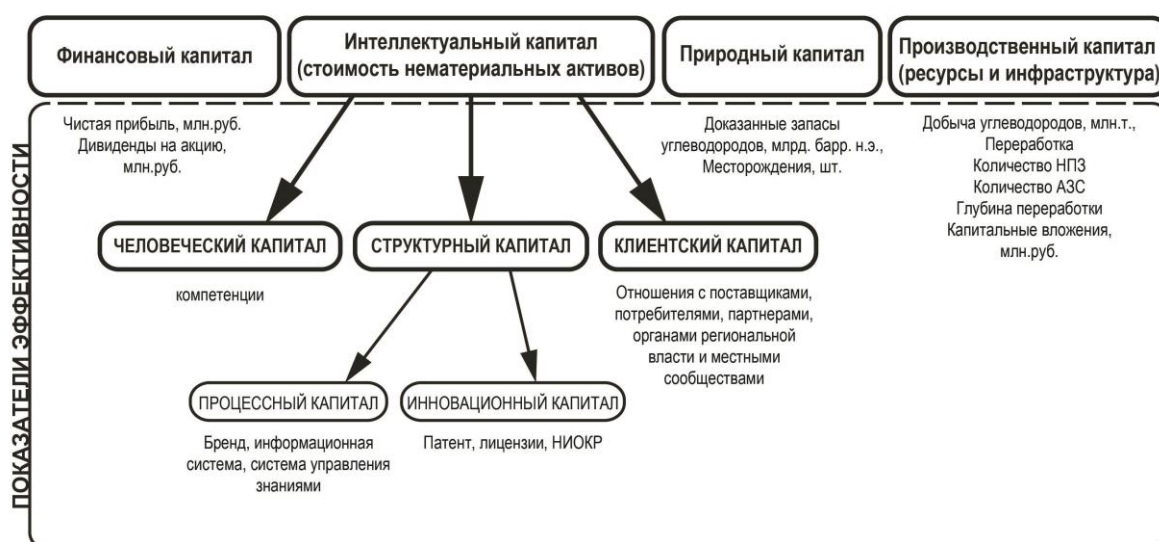 Финансовый капитал
Интеллектуальный капитал
(стоимость нематериальных активов)
Природный капитал
Производственный капитал
(ресурсы и инфраструктура)
ПОКАЗАТЕЛИ ЭФФЕКТИВНОСТИ
Чистая прибыль, млн.руб.
Дивиденды на акцию,
млн.руб.
Доказанные запасы
углеводородов, млрд. барр. н.э.,
Месторождения, шт.
Добыча углеводородов, млн.т.,
Переработка
Количество НПЗ
Количество АЗС
Глубина переработки
Капитальные вложения,
млн.руб.
ЧЕЛОВЕЧЕСКИЙ КАПИТАЛ
СТРУКТУРНЫЙ КАПИТАЛ
КЛИЕНТСКИЙ КАПИТАЛ
компетенции
Отношения с поставщиками,
потребителями, партнерами,
органами региональной
власти и местными
сообществами
ПРОЦЕССНЫЙ КАПИТАЛ
ИННОВАЦИОННЫЙ КАПИТАЛ
Бренд, информационная
система, система управления
знаниями
Патент, лицензии, НИОКР